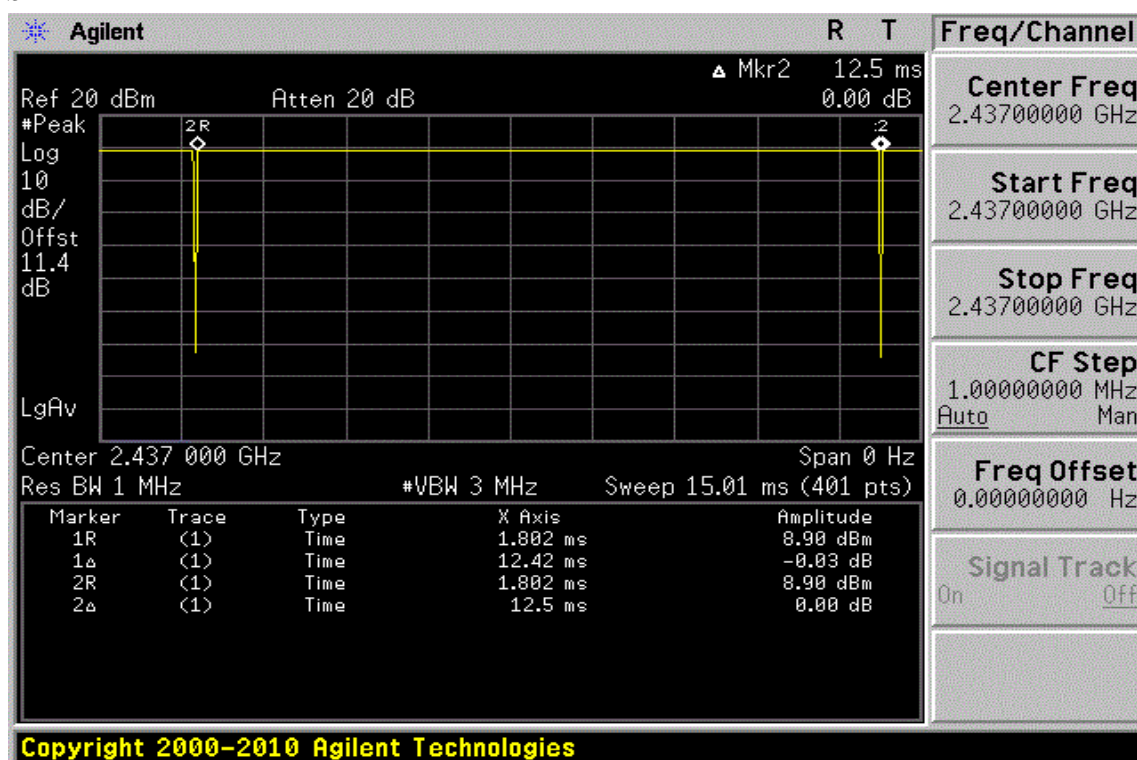 Agilent R T
Δ Mkr2 12.5 ms
Ref 20 dBm Atten 20 dB 0.00 dB
#Peak
Log
10
dB/
Offst
11.4
dB
LgAv
2R
:2
Center 2.437 000 GHz Span 0 Hz
Res BW 1 MHz #VBW 3 MHz Sweep 15.01 ms (401 pts)
Marker Trace Type X Axis Amplitude
1R (1) Time 1.802 ms 8.90 dBm
1Δ (1) Time 12.42 ms -0.03 dB
2R (1) Time 1.802 ms 8.90 dBm
2Δ (1) Time 12.5 ms 0.00 dB
Copyright 2000-2010 Agilent Technologies
Freq/Channel
Center Freq
2.43700000 GHz
Start Freq
2.43700000 GHz
Stop Freq
2.43700000 GHz
CF Step
1.00000000 MHz
Auto Man
Freq Offset
0.00000000 Hz
Signal Track
On Off